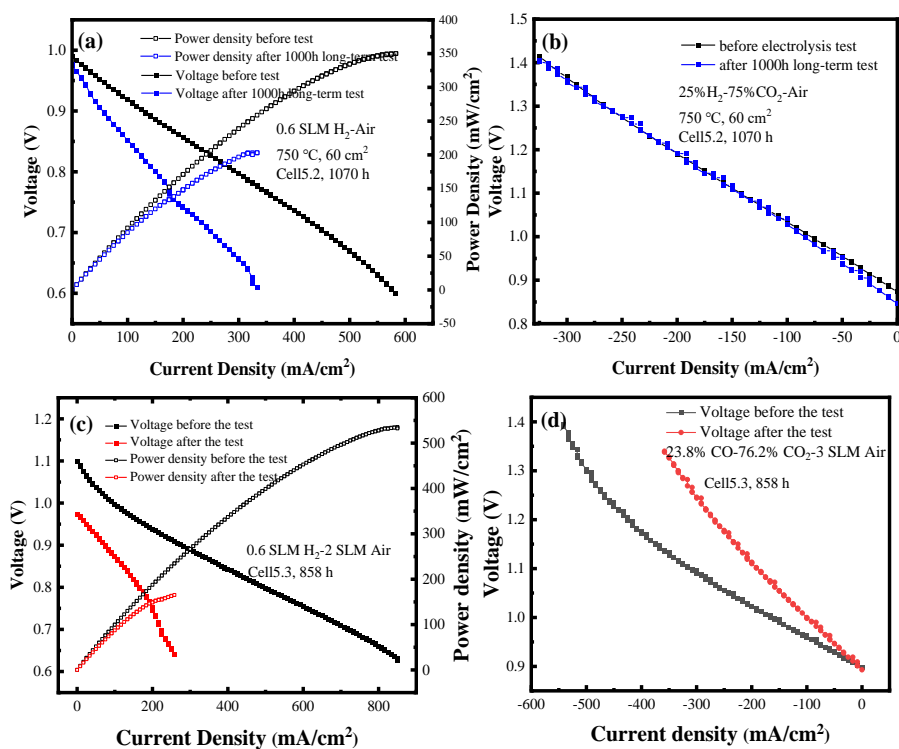 (a)
Power density before test
Power density after 1000h long-term test
Voltage before test
Voltage after 1000h long-term test
0.6 SLM H2-Air
750 ℃, 60 cm2
Cell5.2, 1070 h
1.0
0.9
0.8
0.7
0.6
Voltage (V)
400
350
300
250
200
150
100
50
0
-50
Power Density (mW/cm2)
0 100 200 300 400 500 600
Current Density (mA/cm2)
(b)
before electrolysis test
after 1000h long-term test
25%H2-75%CO2-Air
750 ℃, 60 cm2
Cell5.2, 1070 h
1.5
1.4
1.3
1.2
1.1
1.0
0.9
0.8
Voltage (V)
-300 -250 -200 -150 -100 -50 0
Current Density (mA/cm2)
(c)
Voltage before the test
Voltage after the test
Power density before the test
Power density after the test
0.6 SLM H2-2 SLM Air
Cell5.3, 858 h
1.2
1.1
1.0
0.9
0.8
0.7
0.6
Voltage (V)
600
500
400
300
200
100
0
Power density (mW/cm2)
0 200 400 600 800
Current Density (mA/cm2)
(d)
Voltage before the test
Voltage after the test
23.8% CO-76.2% CO2-3 SLM Air
Cell5.3, 858 h
1.4
1.3
1.2
1.1
1.0
0.9
Voltage (V)
-600 -500 -400 -300 -200 -100 0
Current density (mA/cm2)